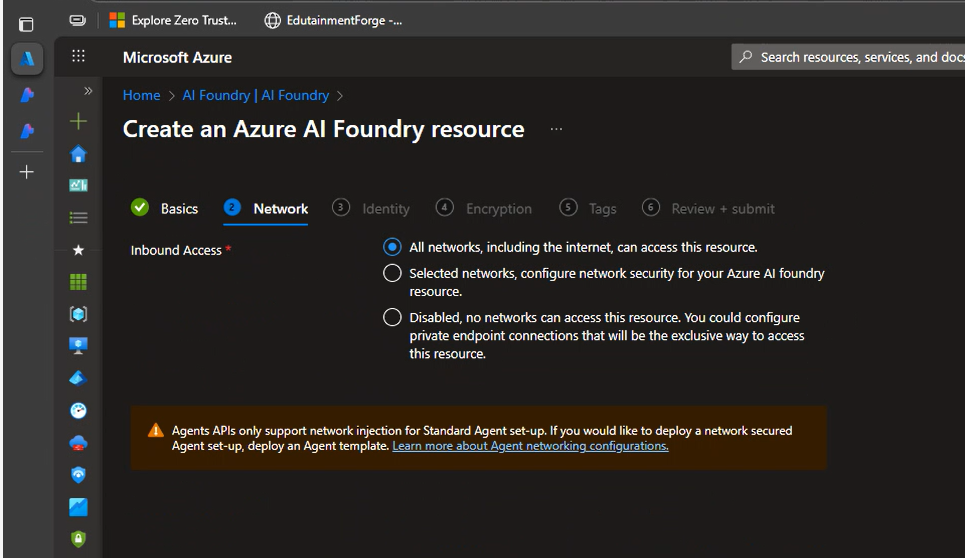 Explore Zero Trust...
EdutainmentForge -...
Microsoft Azure
Search resources, services, and docs
Home > AI Foundry | AI Foundry >
Create an Azure AI Foundry resource ...
Basics
2 Network
3 Identity
4 Encryption
5 Tags
6 Review + submit
Inbound Access *
All networks, including the internet, can access this resource.
Selected networks, configure network security for your Azure AI foundry
resource.
Disabled, no networks can access this resource. You could configure
private endpoint connections that will be the exclusive way to access
this resource.
Agents APIs only support network injection for Standard Agent set-up. If you would like to deploy a network secured
Agent set-up, deploy an Agent template. Learn more about Agent networking configurations.